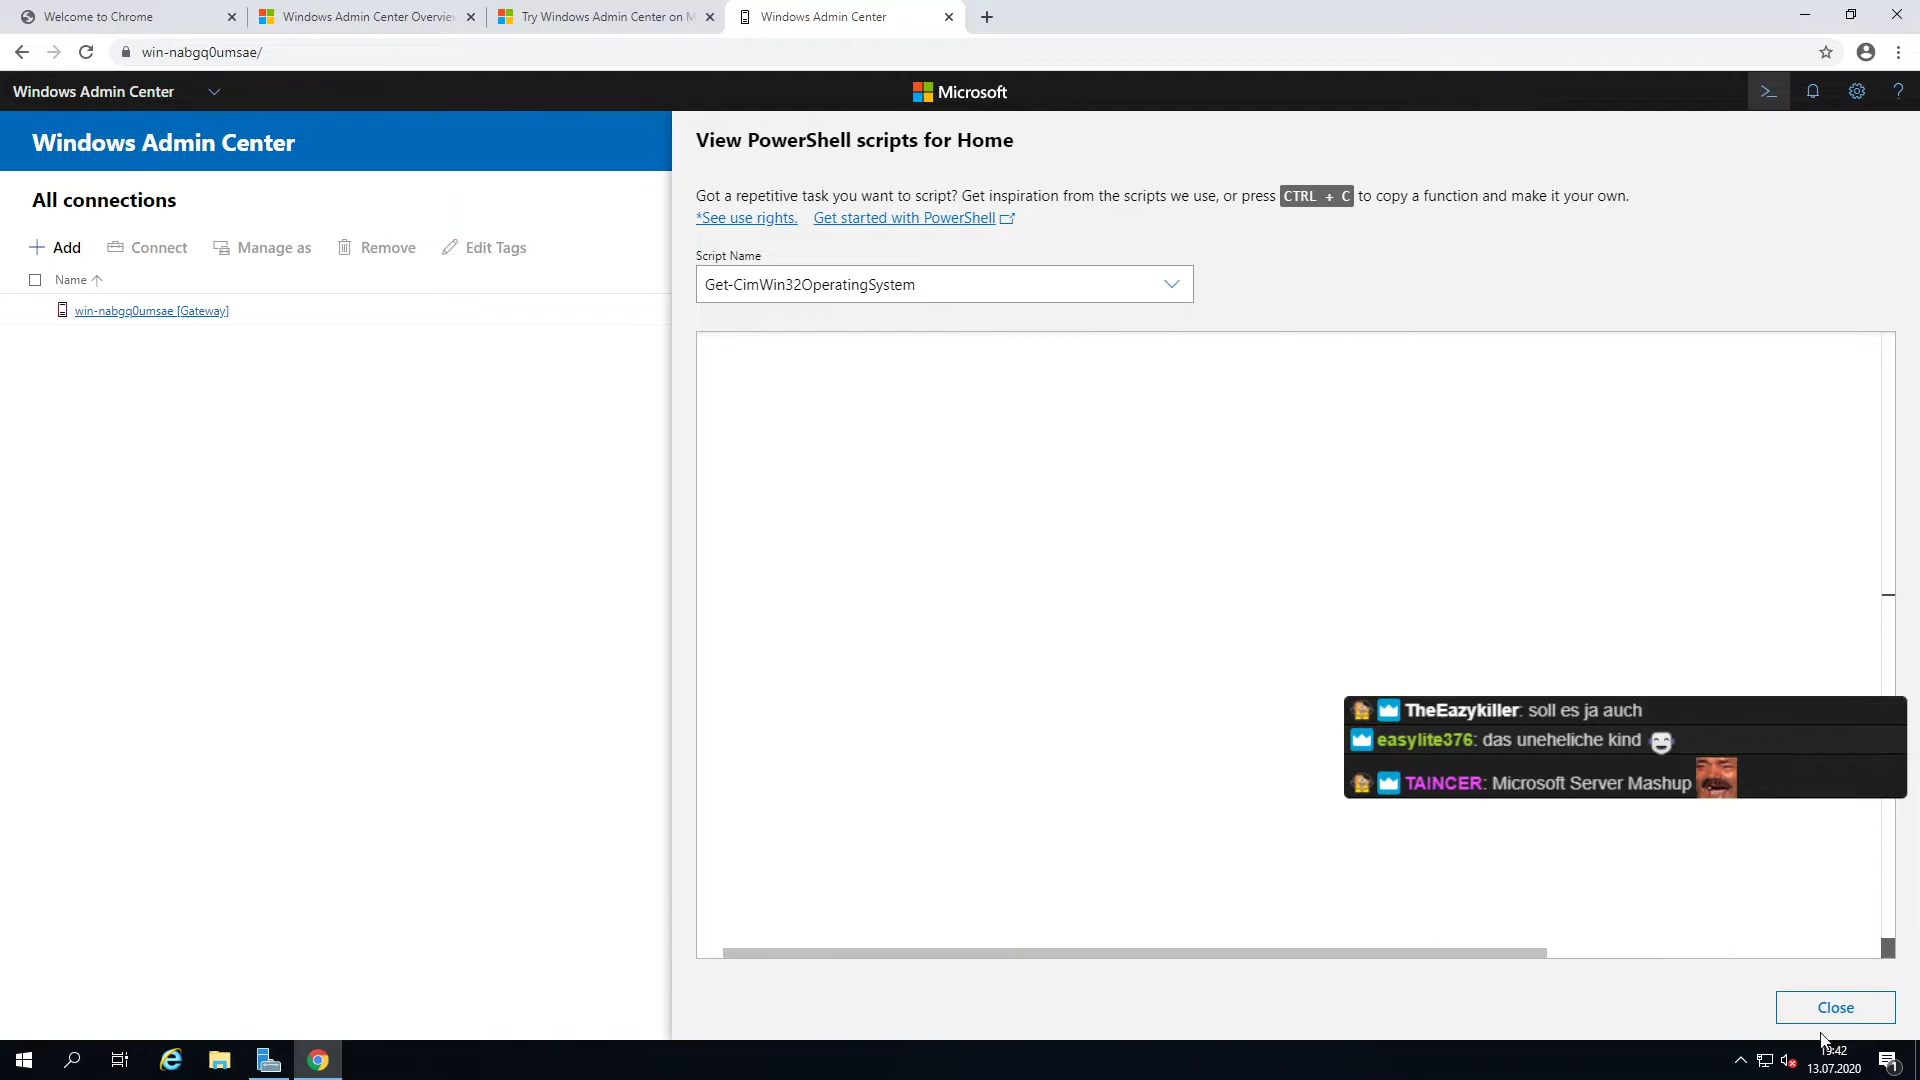 Welcome to Chrome
Windows Admin Center Overview
Try Windows Admin Center on M
Windows Admin Center
win-nabgq0umsae/
Windows Admin Center
Microsoft
?
Windows Admin Center
All connections
Add
Connect
Manage as
Remove
Edit Tags
Name
win-nabgq0umsae [Gateway]
View PowerShell scripts for Home
Got a repetitive task you want to script? Get inspiration from the scripts we use, or press CTRL + C to copy a function and make it your own.
*See use rights.
Get started with PowerShell
Script Name
Get-CimWin32OperatingSystem
TheEazykiller: soll es ja auch
easylite376: das uneheliche kind
TAINCER: Microsoft Server Mashup
Close
19:42
13.07.2020
1